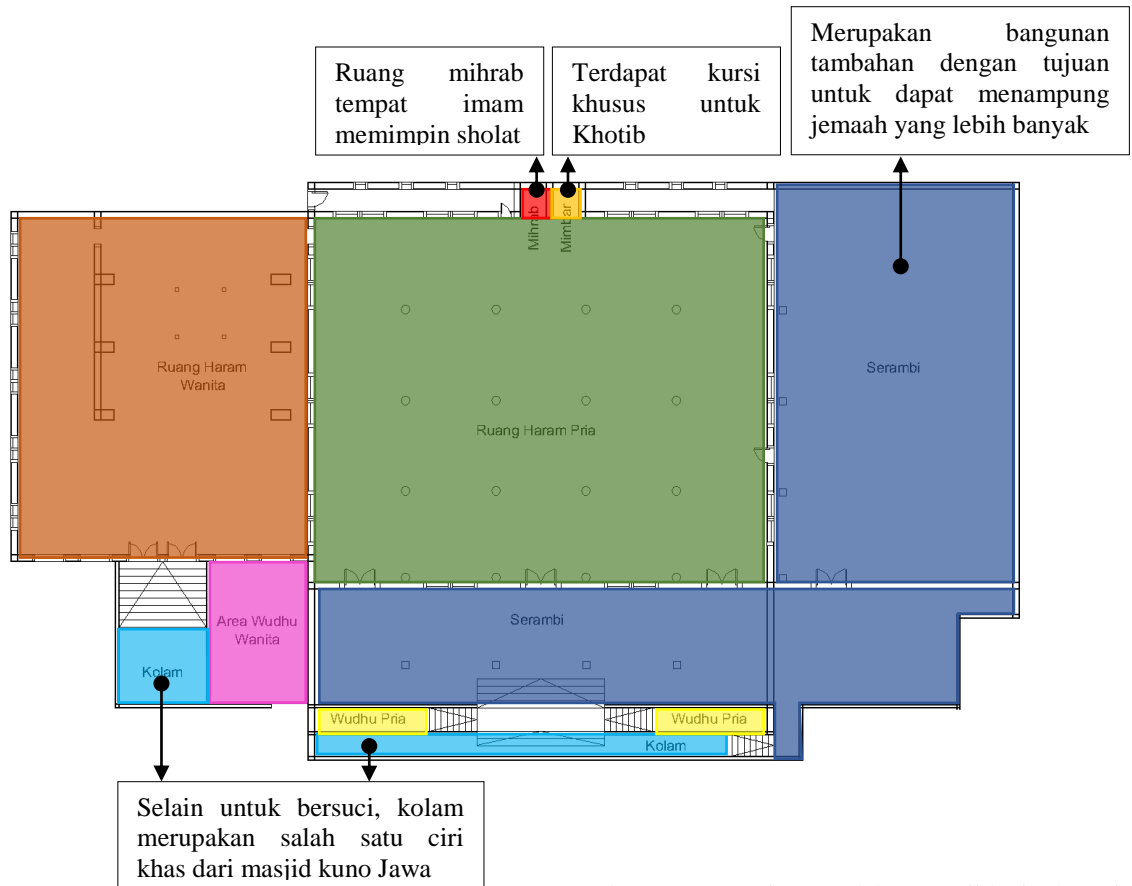 Ruang mihrab
tempat imam
memimpin sholat
Terdapat kursi
khusus untuk
Khotib
Merupakan bangunan
tambahan dengan tujuan
untuk dapat menampung
jemaah yang lebih banyak
Mihrab
Mimbar
Ruang Haram
Wanita
Ruang Haram Pria
Serambi
Area Wudhu
Wanita
Serambi
Kolam
Wudhu Pria
Wudhu Pria
Kolam
Selain untuk bersuci, kolam
merupakan salah satu ciri
khas dari masjid kuno Jawa